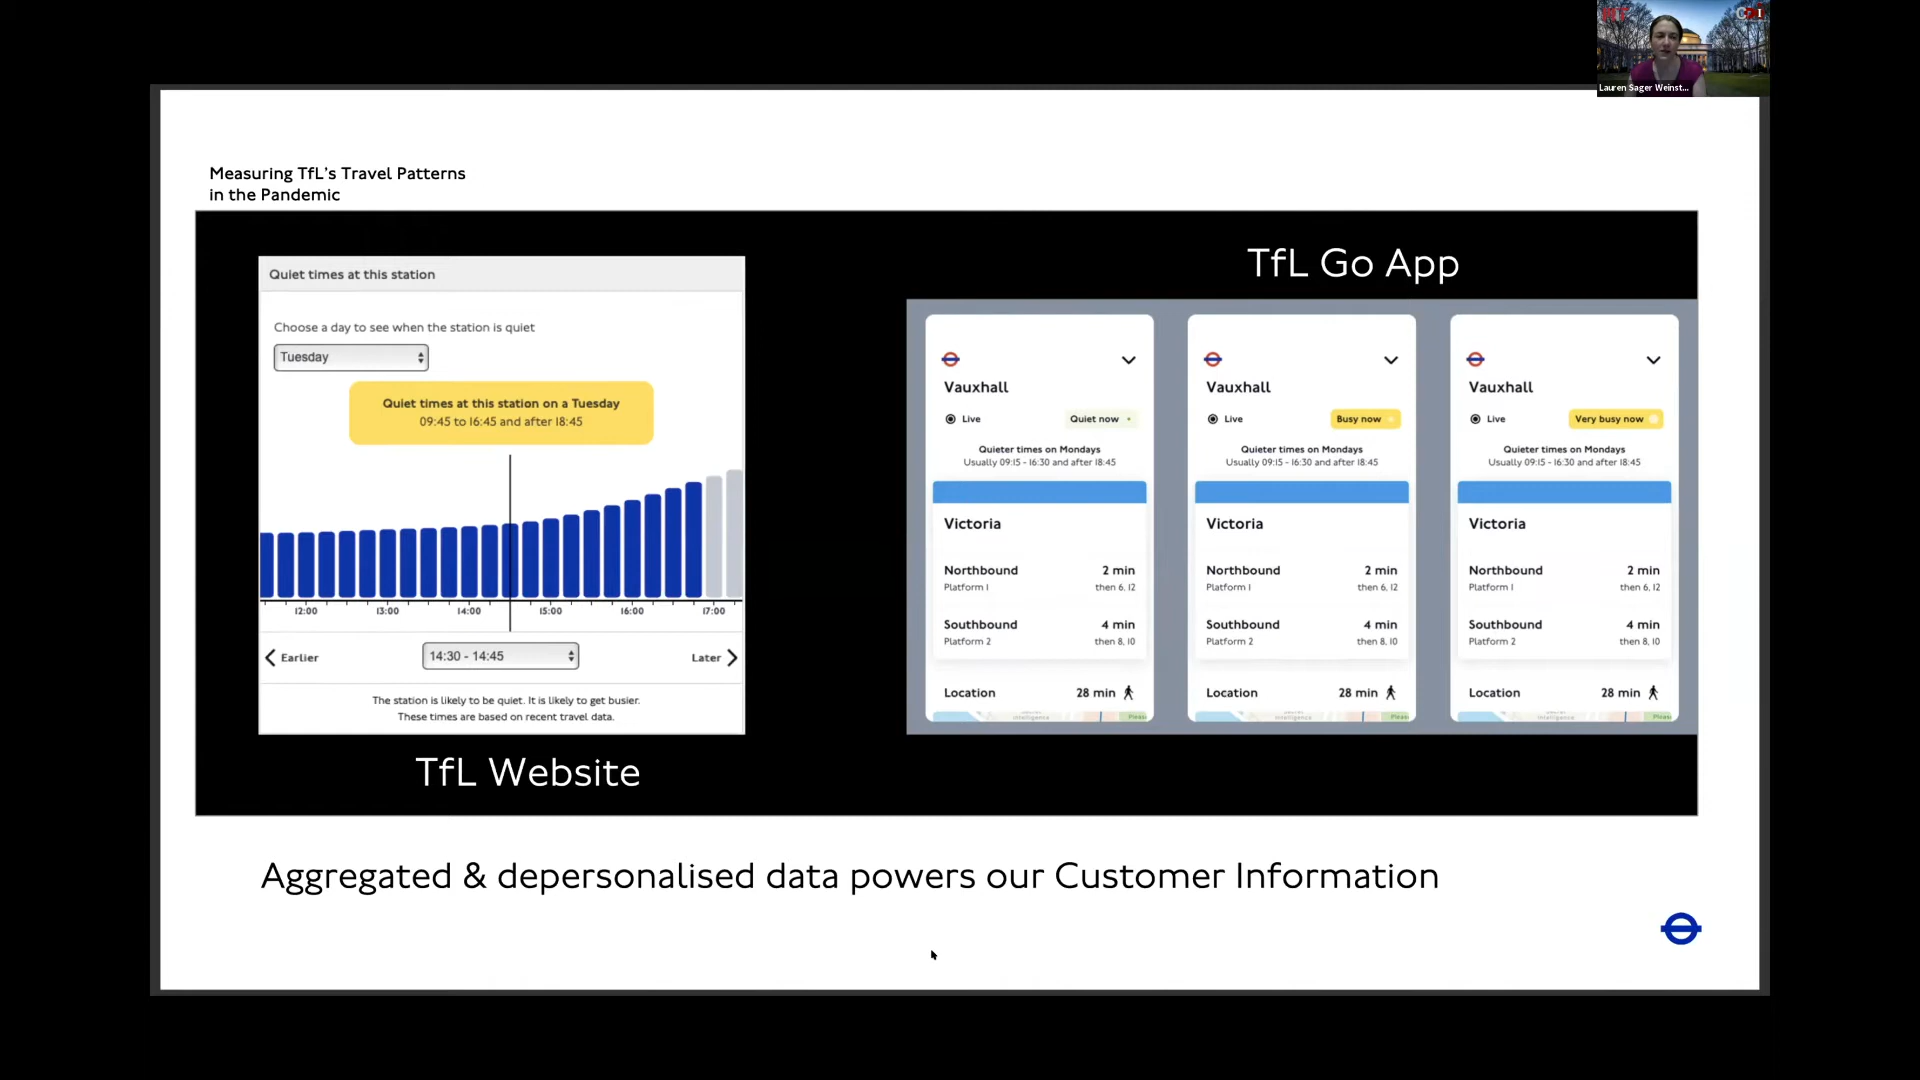 Lauren Sager Weinst...
Measuring TfL's Travel Patterns
in the Pandemic
Quiet times at this station
Choose a day to see when the station is quiet
Tuesday
Quiet times at this station on a Tuesday
09:45 to 16:45 and after 18:45
12:00 13:00 14:00 15:00 16:00 17:00
Earlier 14:30 - 14:45 Later
The station is likely to be quiet. It is likely to get busier.
These times are based on recent travel data.
TfL Website
TfL Go App
Vauxhall
Live Quiet now
Quieter times on Mondays
Usually 09:15 - 16:30 and after 18:45
Victoria
Northbound 2 min
Platform 1 then 6, 12
Southbound 4 min
Platform 2 then 8, 10
Location 28 min
Vauxhall
Live Busy now
Quieter times on Mondays
Usually 09:15 - 16:30 and after 18:45
Victoria
Northbound 2 min
Platform 1 then 6, 12
Southbound 4 min
Platform 2 then 8, 10
Location 28 min
Vauxhall
Live Very busy now
Quieter times on Mondays
Usually 09:15 - 16:30 and after 18:45
Victoria
Northbound 2 min
Platform 1 then 6, 12
Southbound 4 min
Platform 2 then 8, 10
Location 28 min
Aggregated & depersonalised data powers our Customer Information